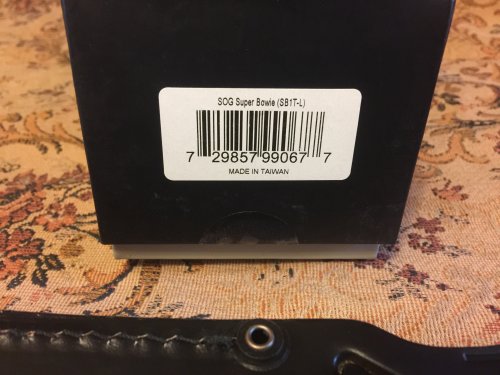 SOG Super Bowie (SB1T-L)
7 29857 99067 7
MADE IN TAIWAN